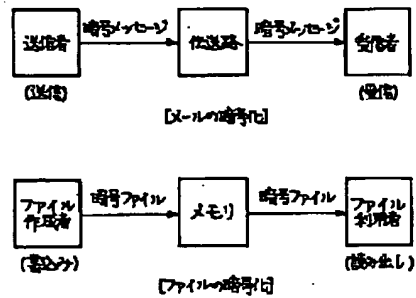 送信者
暗号メッセージ
伝送路
暗号メッセージ
受信者
(送信)
(受信)
[メールの暗号化]
ファイル
作成者
暗号ファイル
メモリ
暗号ファイル
ファイル
利用者
(書込み)
(読み出し)
[ファイルの暗号化]